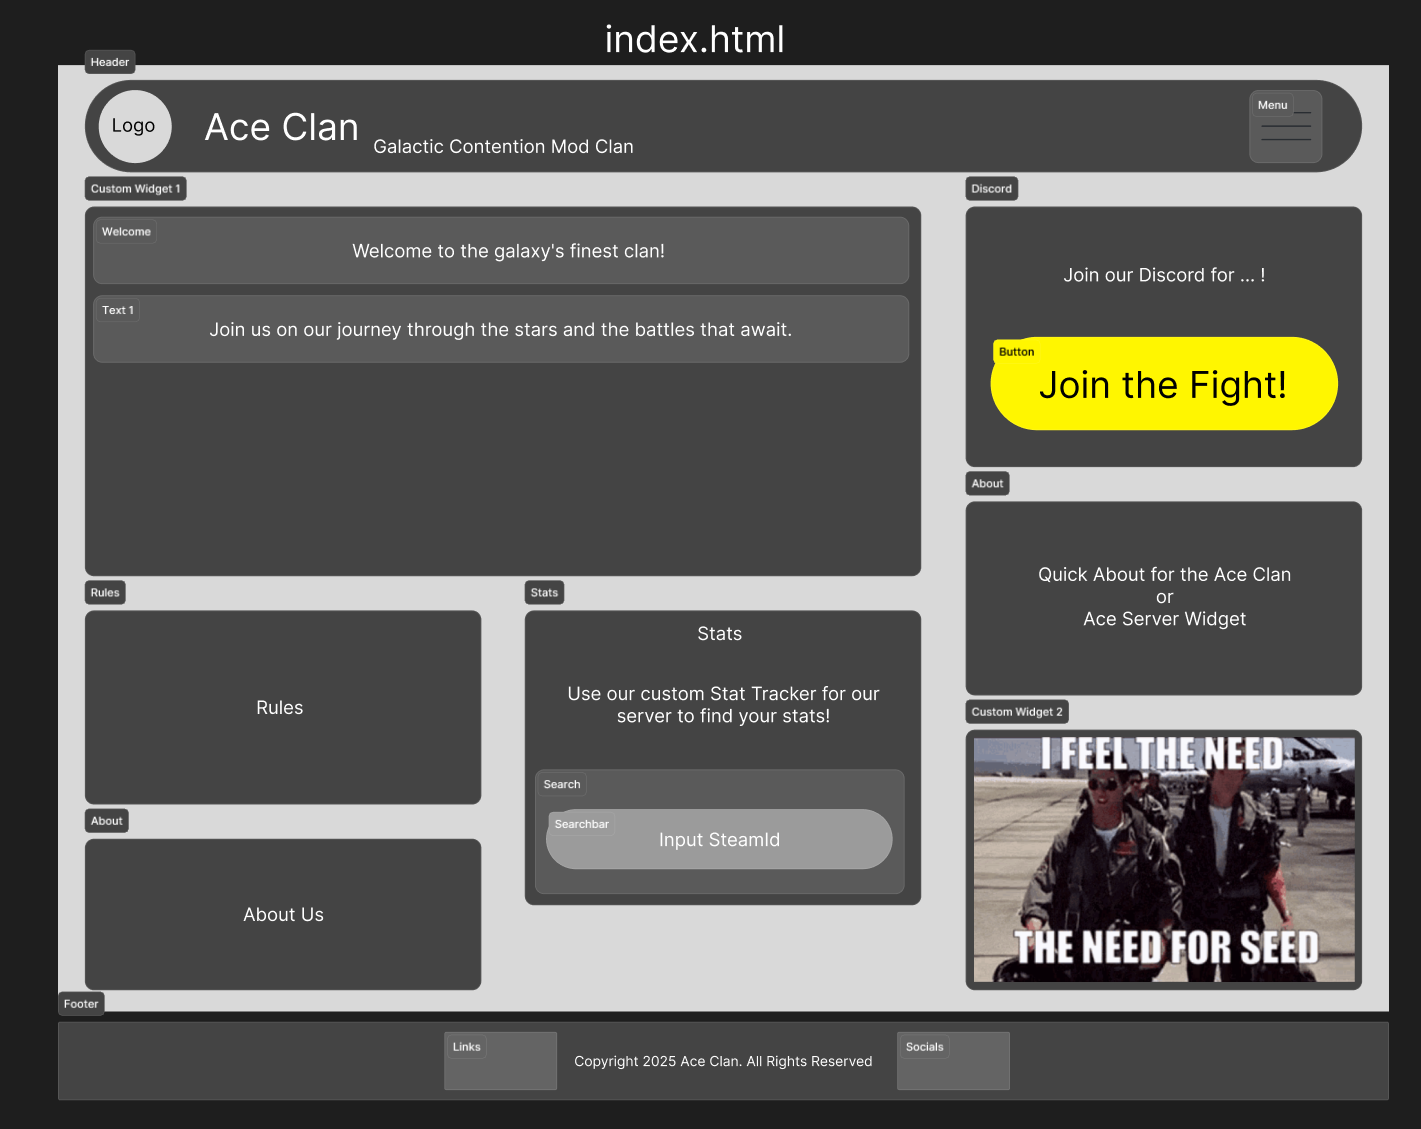 index.html
Header
Logo
Ace Clan
Galactic Contention Mod Clan
Menu
Custom Widget 1
Welcome
Welcome to the galaxy's finest clan!
Text 1
Join us on our journey through the stars and the battles that await.
Discord
Join our Discord for ... !
Button
Join the Fight!
About
Quick About for the Ace Clan
or
Ace Server Widget
Rules
Rules
Stats
Stats
Use our custom Stat Tracker for our
server to find your stats!
Search
Searchbar
Input SteamId
About
About Us
Custom Widget 2
I FEEL THE NEED
THE NEED FOR SEED
Footer
Links
Copyright 2025 Ace Clan. All Rights Reserved
Socials